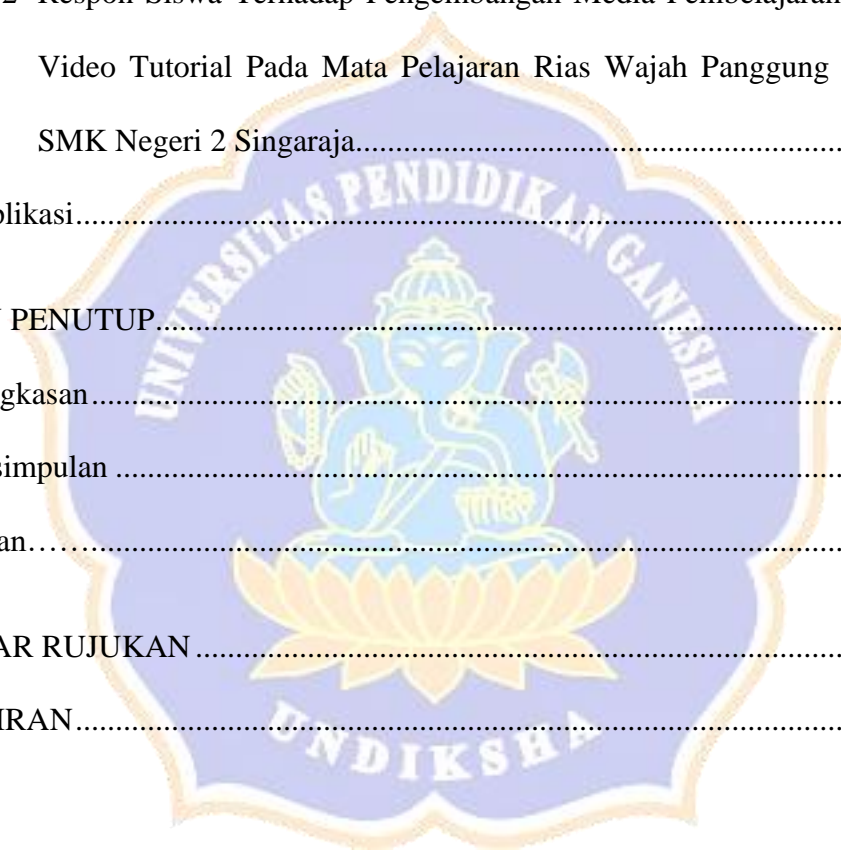 2 Respon Siswa Terhadap Pengembangan Media Pembelajaran
Video Tutorial Pada Mata Pelajaran Rias Wajah Panggung
SMK Negeri 2 Singaraja............................................................
plikasi............................................................
PENUTUP............................................................
gkasan............................................................
simpulan ............................................................
an............................................................
AR RUJUKAN ............................................................
IRAN............................................................
UNIVERSITAS PENDIDIKAN GANESHA
UNDIKSHA